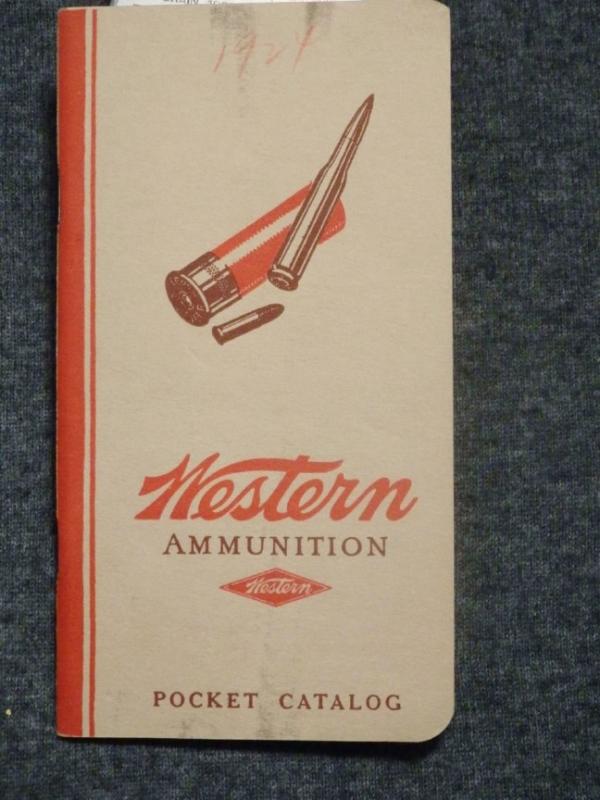 1924
Western
AMMUNITION
Western
POCKET CATALOG